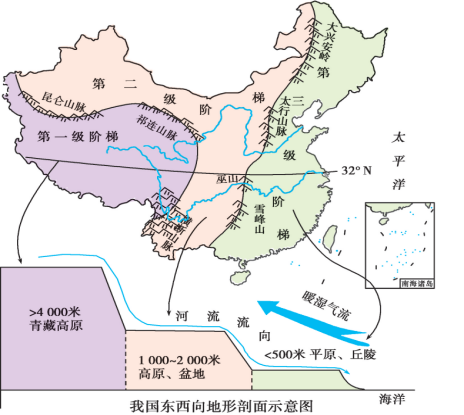 大兴安岭
第二级阶梯
第三级阶梯
昆仑山脉
祁连山脉
太行山脉
第一级阶梯
太平洋
32° N
巫山
雪峰山
横断山脉
南海诸岛
暖湿气流
河流流向
>4 000米
青藏高原
1 000~2 000米
高原、盆地
<500米 平原、丘陵
海洋
我国东西向地形剖面示意图